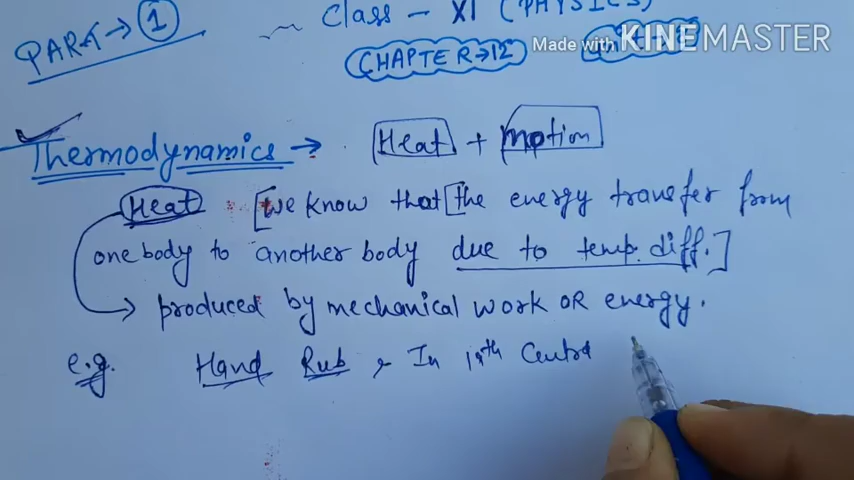 PART → 1
Class - XI (PHYSICS)
CHAPTER→12
Made with KINEMASTER
Thermodynamics → Heat + motion
Heat [we know that [the energy transfer from
one body to another body due to temp. diff.]
→ produced by mechanical work OR energy.
e.g. Hand Rub, In